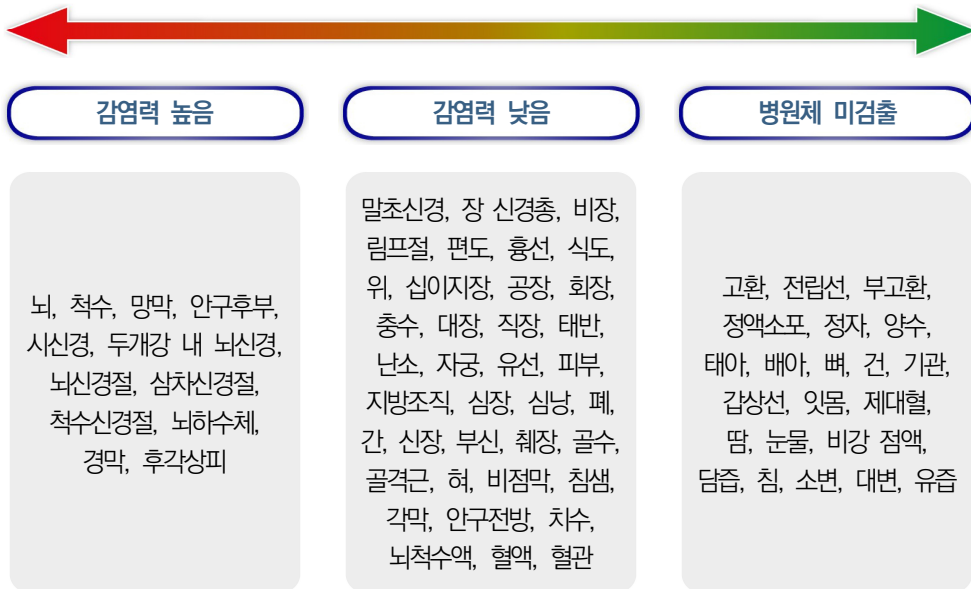 감염력 높음
뇌, 척수, 망막, 안구후부,
시신경, 두개강 내 뇌신경,
뇌신경절, 삼차신경절,
척수신경절, 뇌하수체,
경막, 후각상피
감염력 낮음
말초신경, 장 신경총, 비장,
림프절, 편도, 흉선, 식도,
위, 십이지장, 공장, 회장,
충수, 대장, 직장, 태반,
난소, 자궁, 유선, 피부,
지방조직, 심장, 심낭, 폐,
간, 신장, 부신, 췌장, 골수,
골격근, 혀, 비점막, 침샘,
각막, 안구전방, 치수,
뇌척수액, 혈액, 혈관
병원체 미검출
고환, 전립선, 부고환,
정액소포, 정자, 양수,
태아, 배아, 뼈, 건, 기관,
갑상선, 잇몸, 제대혈,
땀, 눈물, 비강 점액,
담즙, 침, 소변, 대변, 유즙